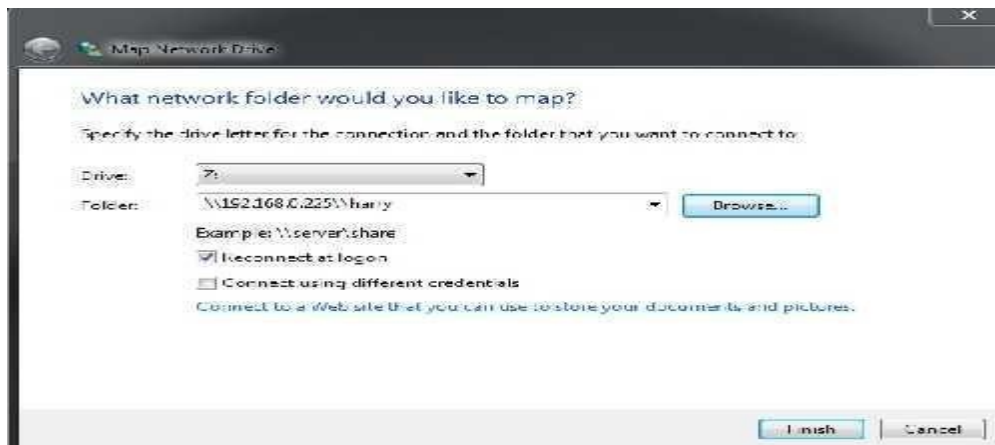 Map Network Drive
What network folder would you like to map?
Specify the drive letter for the connection and the folder that you want to connect to:
Drive: Z:
Folder: \\192.168.0.225\\harry Browse...
Example: \\server\share
Reconnect at logon
Connect using different credentials
Connect to a Web site that you can use to store your documents and pictures.
Finish Cancel